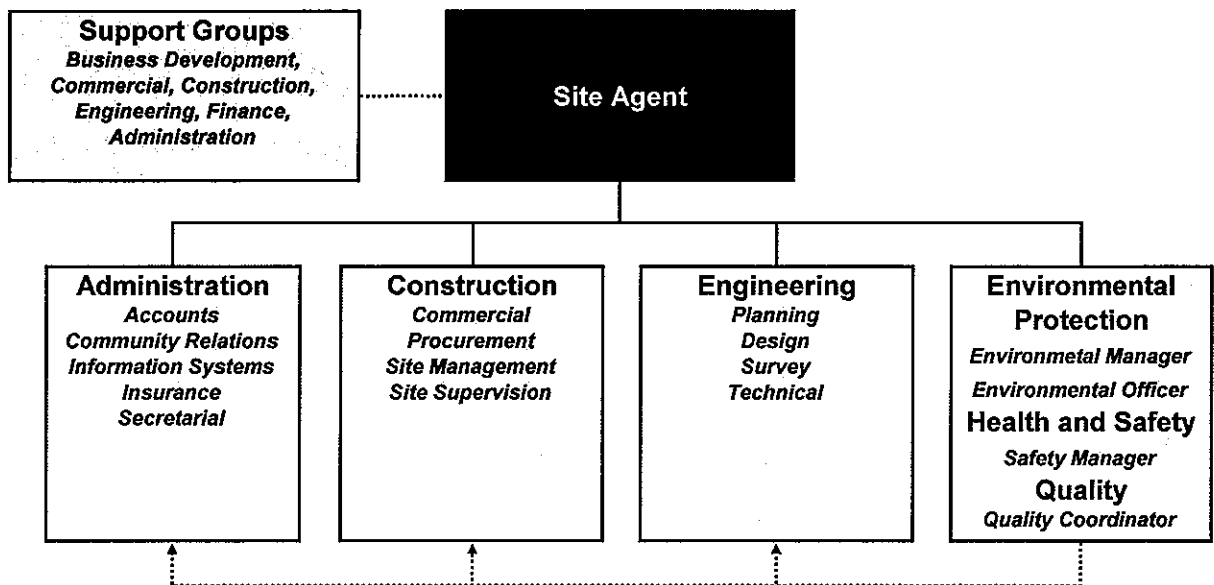 Support Groups
Business Development,
Commercial, Construction,
Engineering, Finance,
Administration
Site Agent
Administration
Accounts
Community Relations
Information Systems
Insurance
Secretarial
Construction
Commercial
Procurement
Site Management
Site Supervision
Engineering
Planning
Design
Survey
Technical
Environmental
Protection
Environmetal Manager
Environmental Officer
Health and Safety
Safety Manager
Quality
Quality Coordinator